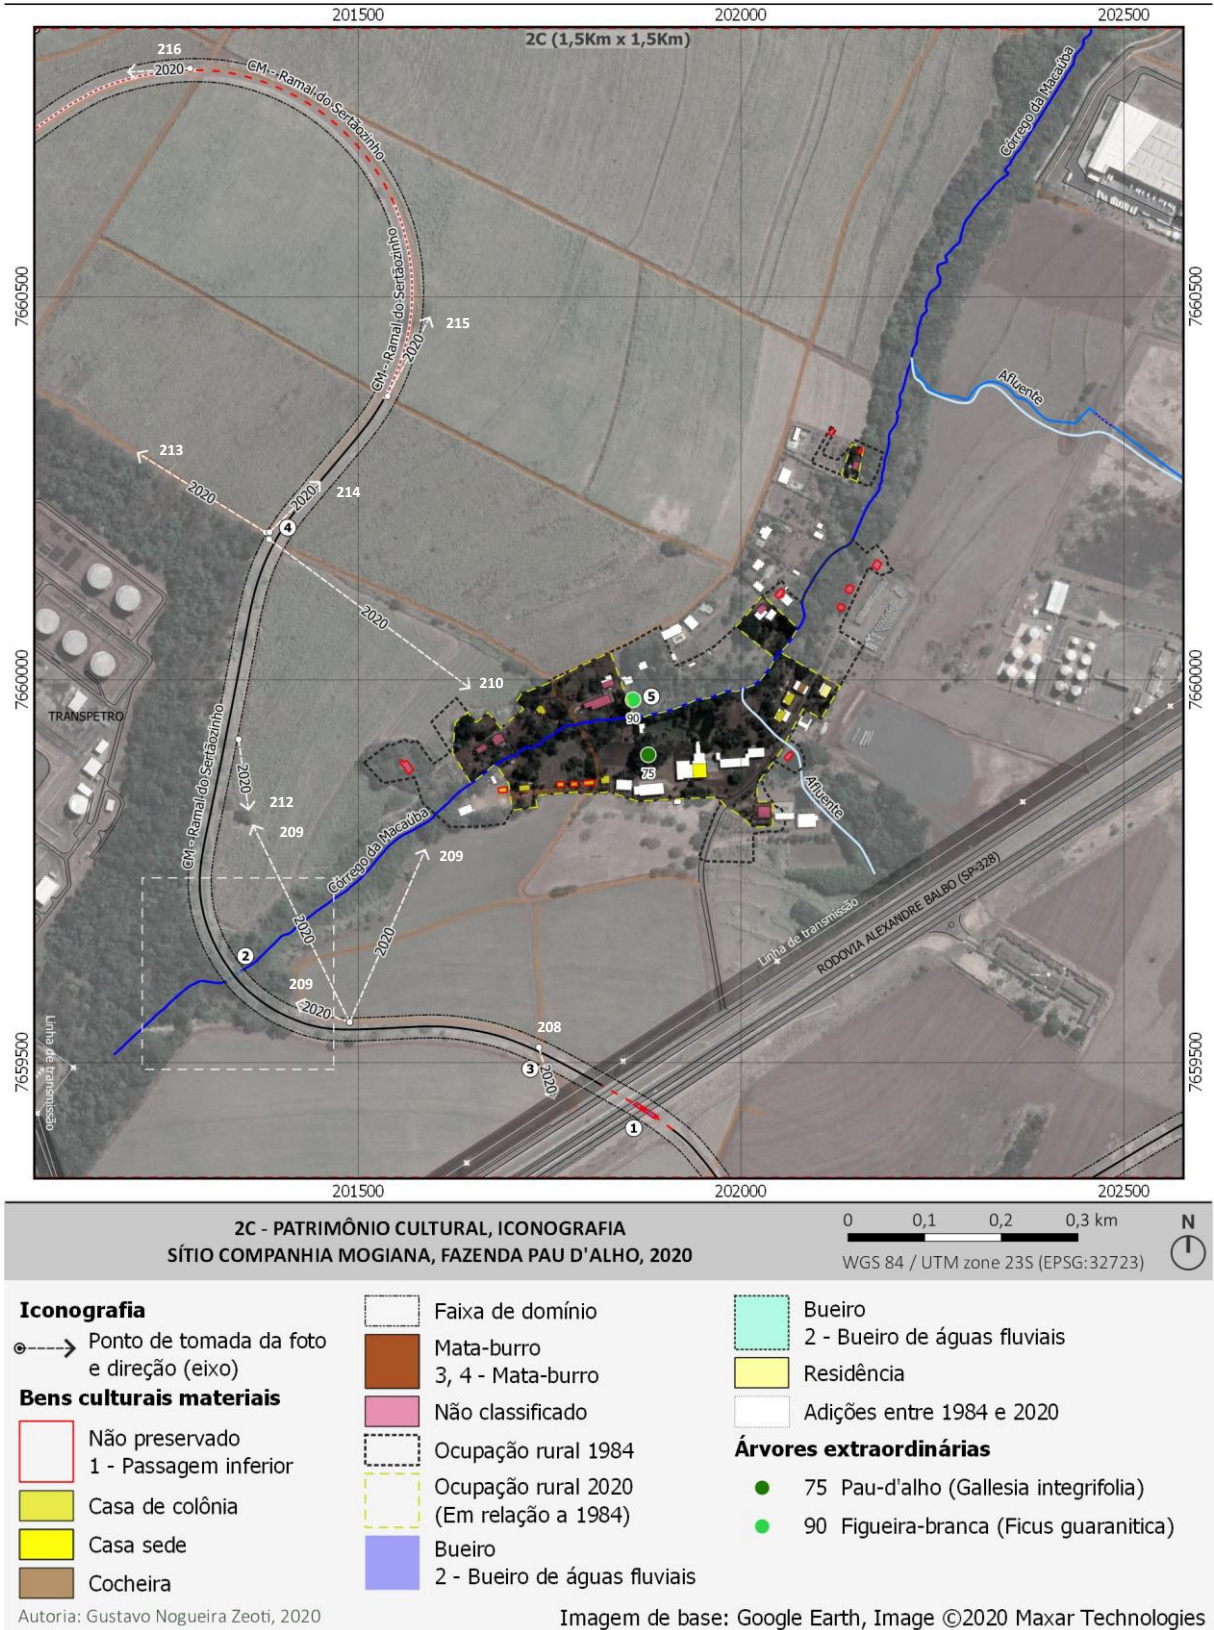 201500 202000 202500
2C (1,5Km x 1,5Km)
216
2020
CM - Ramal do Sertãozinho
Córrego da Macaúba
7660500
7660500
CM - Ramal do Sertãozinho
215
2020
Afluente
213
2020
214
2020
4
2020
210
7660000
7660000
TRANSPETRO
5
90
75
CM - Ramal do Sertãozinho
2020
212
209
Córrego da Macaúba
209
Afluente
RODOVIA ALEXANDRE BALBO (SP-328)
Linha de transmissão
2020
2020
2
209
2020
208
3
2020
1
Linha de transmissão
7659500
7659500
201500 202000 202500
2C - PATRIMÔNIO CULTURAL, ICONOGRAFIA
SÍTIO COMPANHIA MOGIANA, FAZENDA PAU D'ALHO, 2020
0 0,1 0,2 0,3 km
WGS 84 / UTM zone 23S (EPSG:32723)
N
Iconografia
Ponto de tomada da foto
e direção (eixo)
Bens culturais materiais
Não preservado
1 - Passagem inferior
Casa de colônia
Casa sede
Cocheira
Faixa de domínio
Mata-burro
3, 4 - Mata-burro
Não classificado
Ocupação rural 1984
Ocupação rural 2020
(Em relação a 1984)
Bueiro
2 - Bueiro de águas fluviais
Bueiro
2 - Bueiro de águas fluviais
Residência
Adições entre 1984 e 2020
Árvores extraordinárias
75 Pau-d'alho (Gallesia integrifolia)
90 Figueira-branca (Ficus guaranitica)
Autoria: Gustavo Nogueira Zeoti, 2020
Imagem de base: Google Earth, Image ©2020 Maxar Technologies